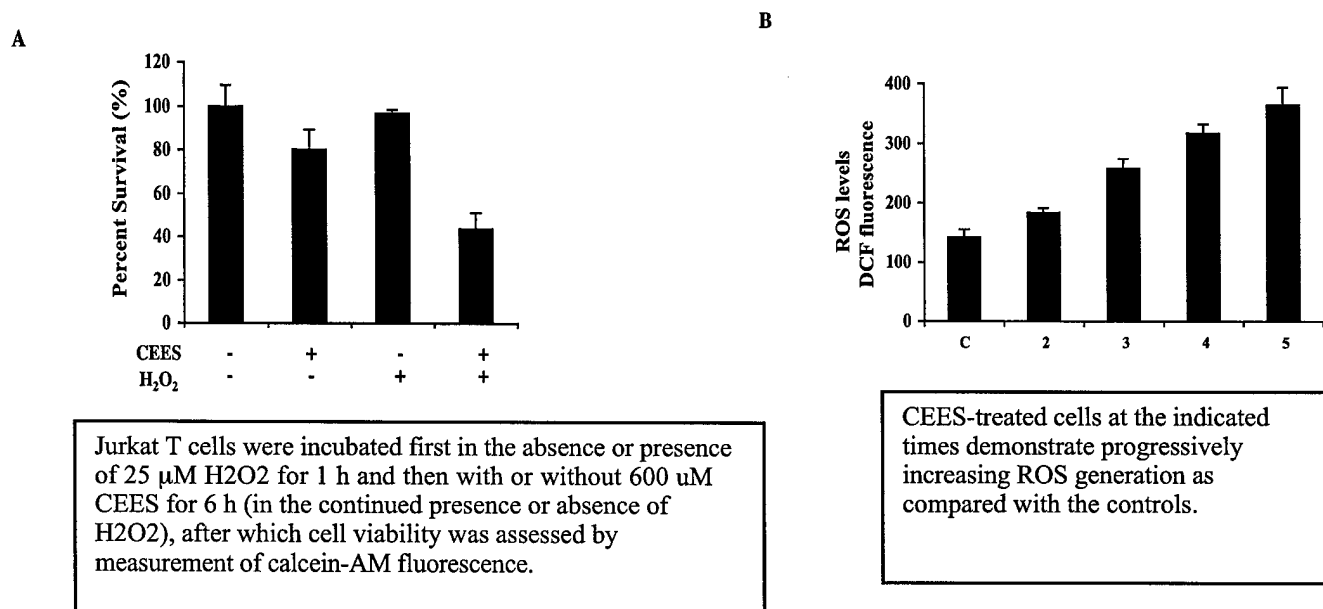 A
Percent Survival (%)
120
100
80
60
40
20
0
CEES - + - +
H₂O₂ - - + +
Jurkat T cells were incubated first in the absence or presence
of 25 µM H2O2 for 1 h and then with or without 600 uM
CEES for 6 h (in the continued presence or absence of
H2O2), after which cell viability was assessed by
measurement of calcein-AM fluorescence.
B
ROS levels
DCF fluorescence
400
300
200
100
0
C 2 3 4 5
CEES-treated cells at the indicated
times demonstrate progressively
increasing ROS generation as
compared with the controls.